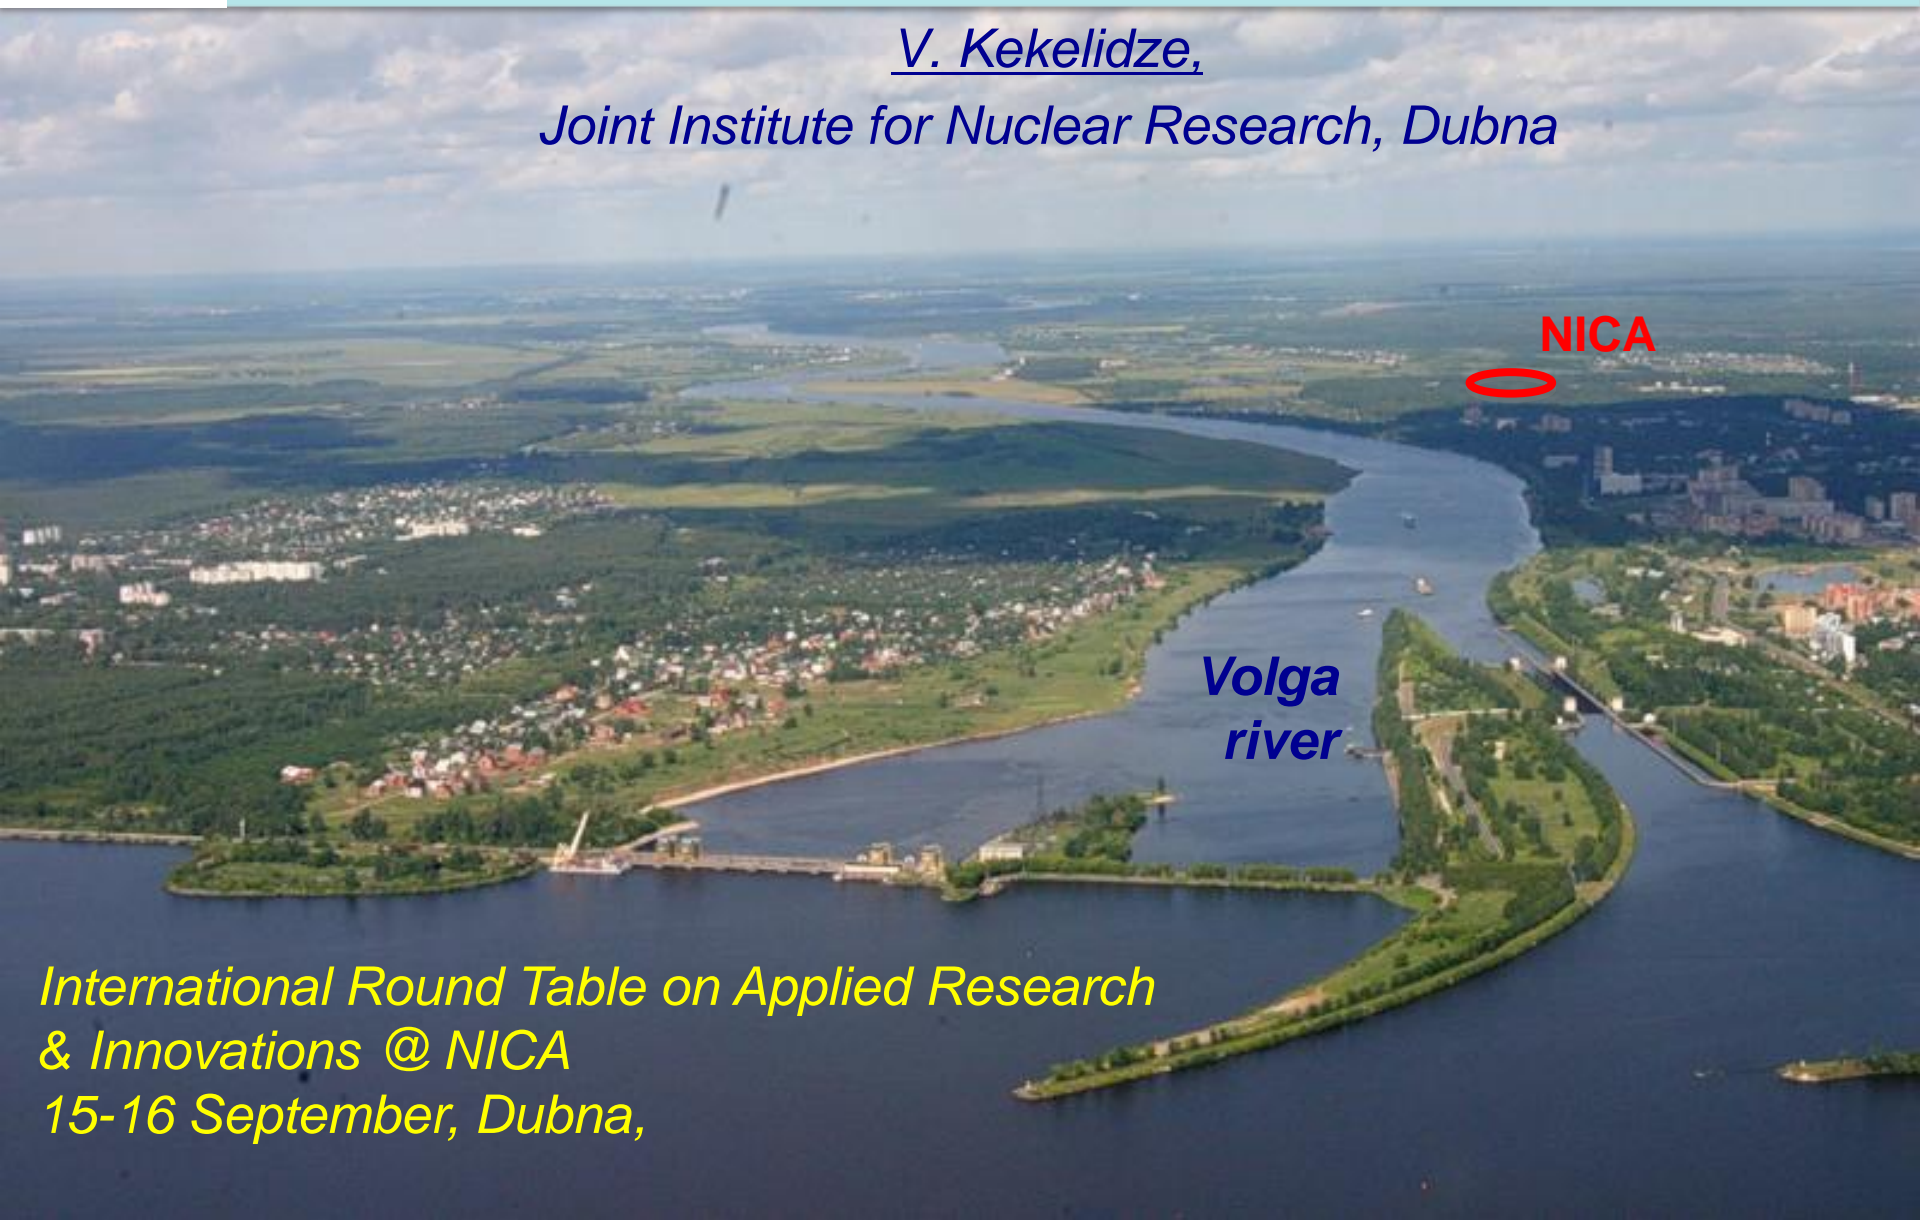 V. Kekelidze,
Joint Institute for Nuclear Research, Dubna
NICA
Volga
river
International Round Table on Applied Research
& Innovations @ NICA
15-16 September, Dubna,